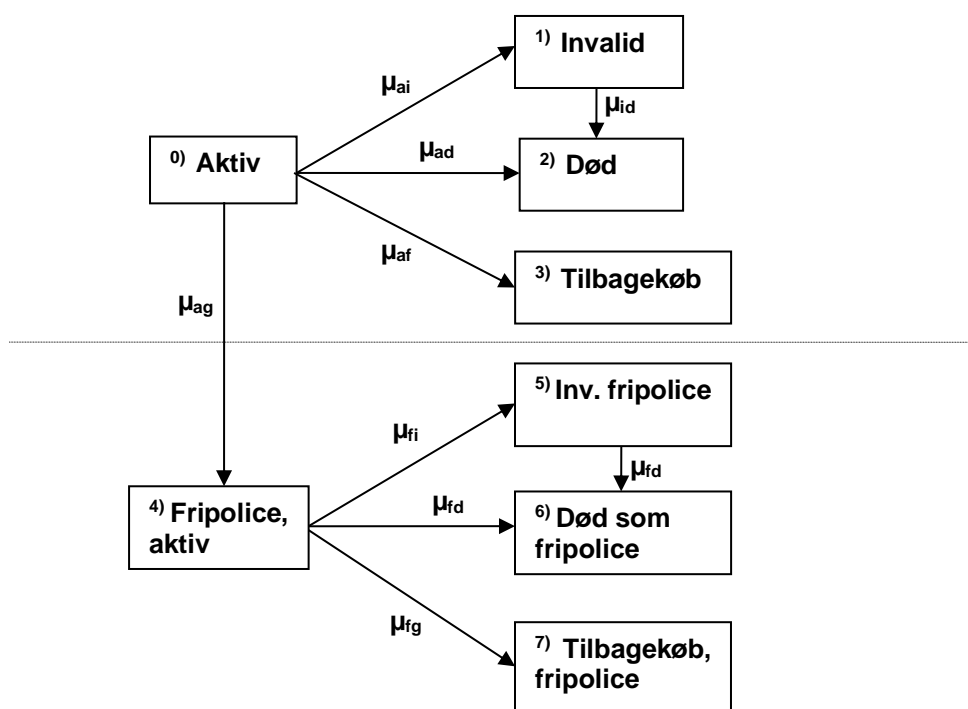 1) Invalid
μai
μid
0) Aktiv
μad
2) Død
μaf
3) Tilbagekøb
μag
5) Inv. fripolice
μfi
μfd
4) Fripolice,
aktiv
μfd
6) Død som
fripolice
μfg
7) Tilbagekøb,
fripolice